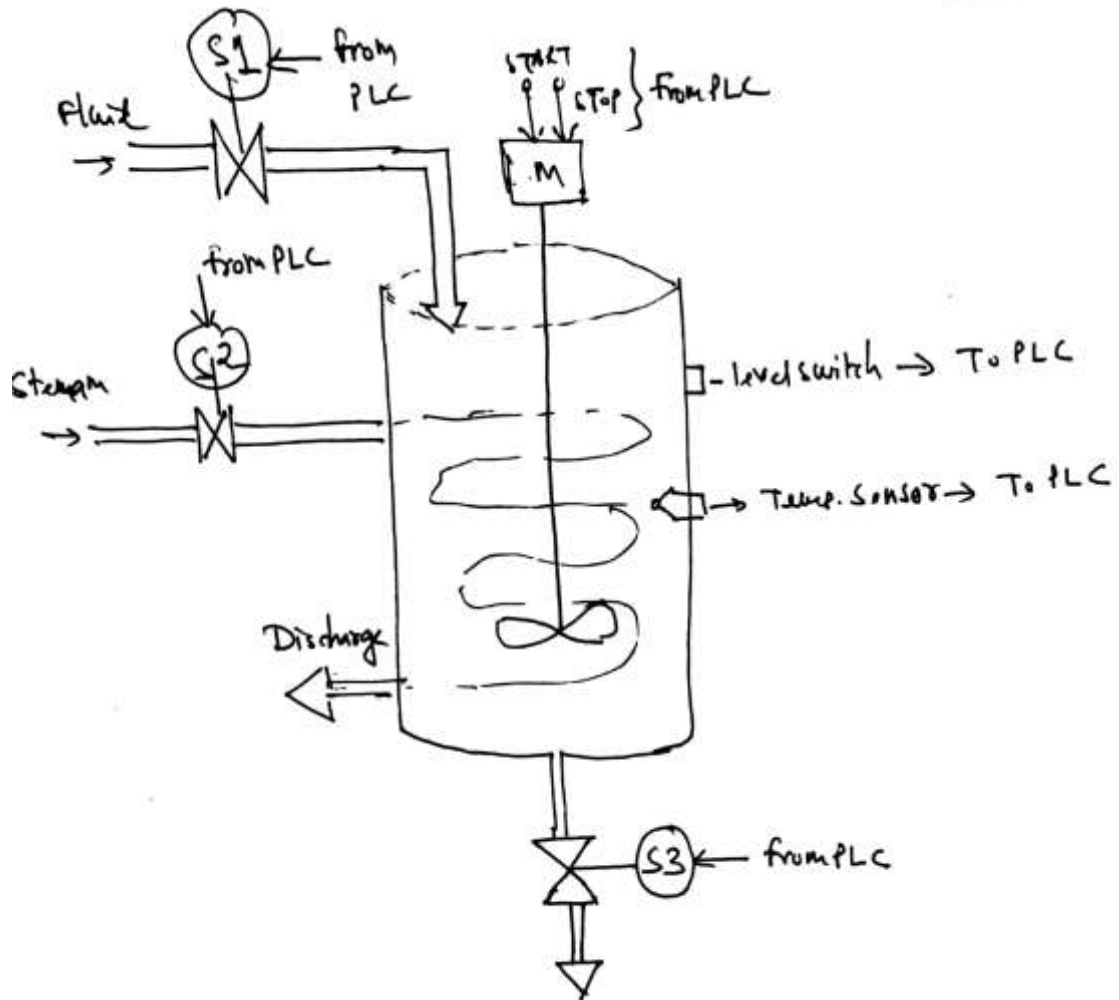 S1
from
PLC
Fluid
START
STOP
from PLC
M
from PLC
S2
Steam
level switch → To PLC
Temp. sensor → To PLC
Discharge
S3
from PLC